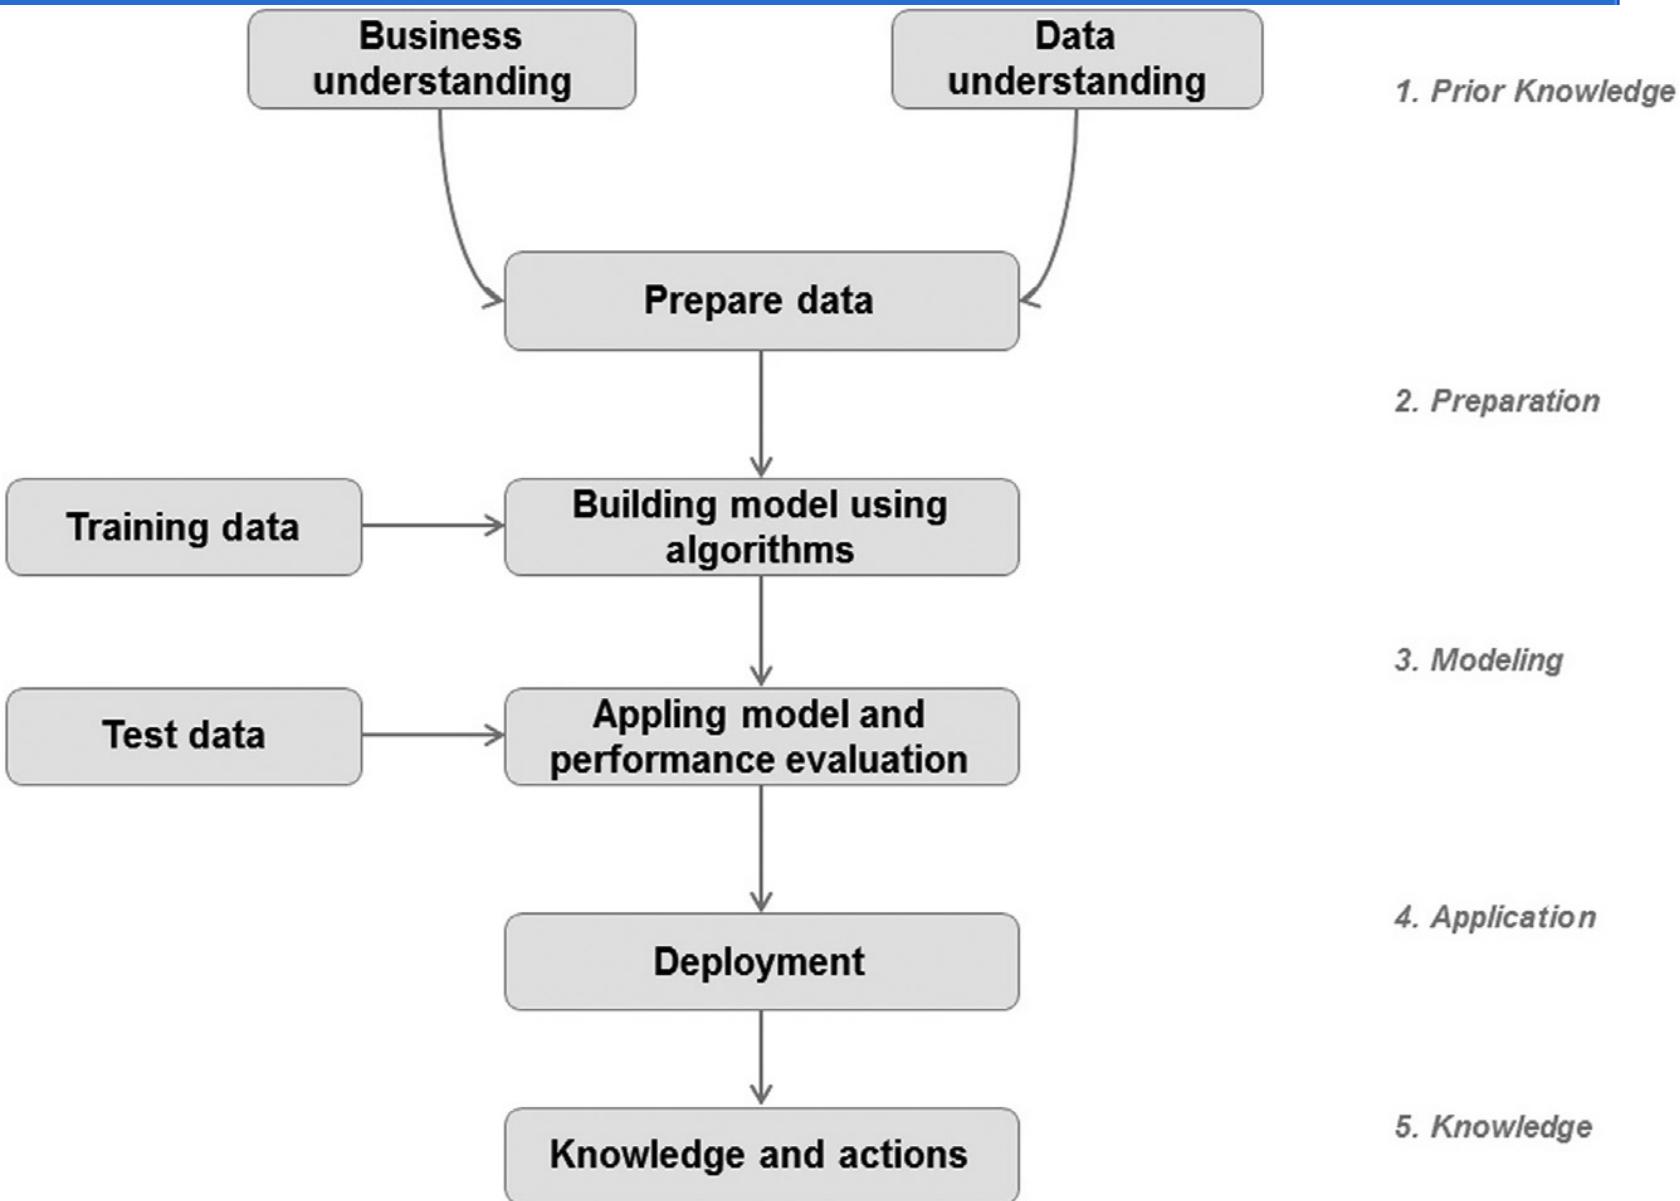 Business
understanding
Data
understanding
1. Prior Knowledge
Prepare data
2. Preparation
Training data
Building model using
algorithms
3. Modeling
Test data
Appling model and
performance evaluation
4. Application
Deployment
5. Knowledge
Knowledge and actions